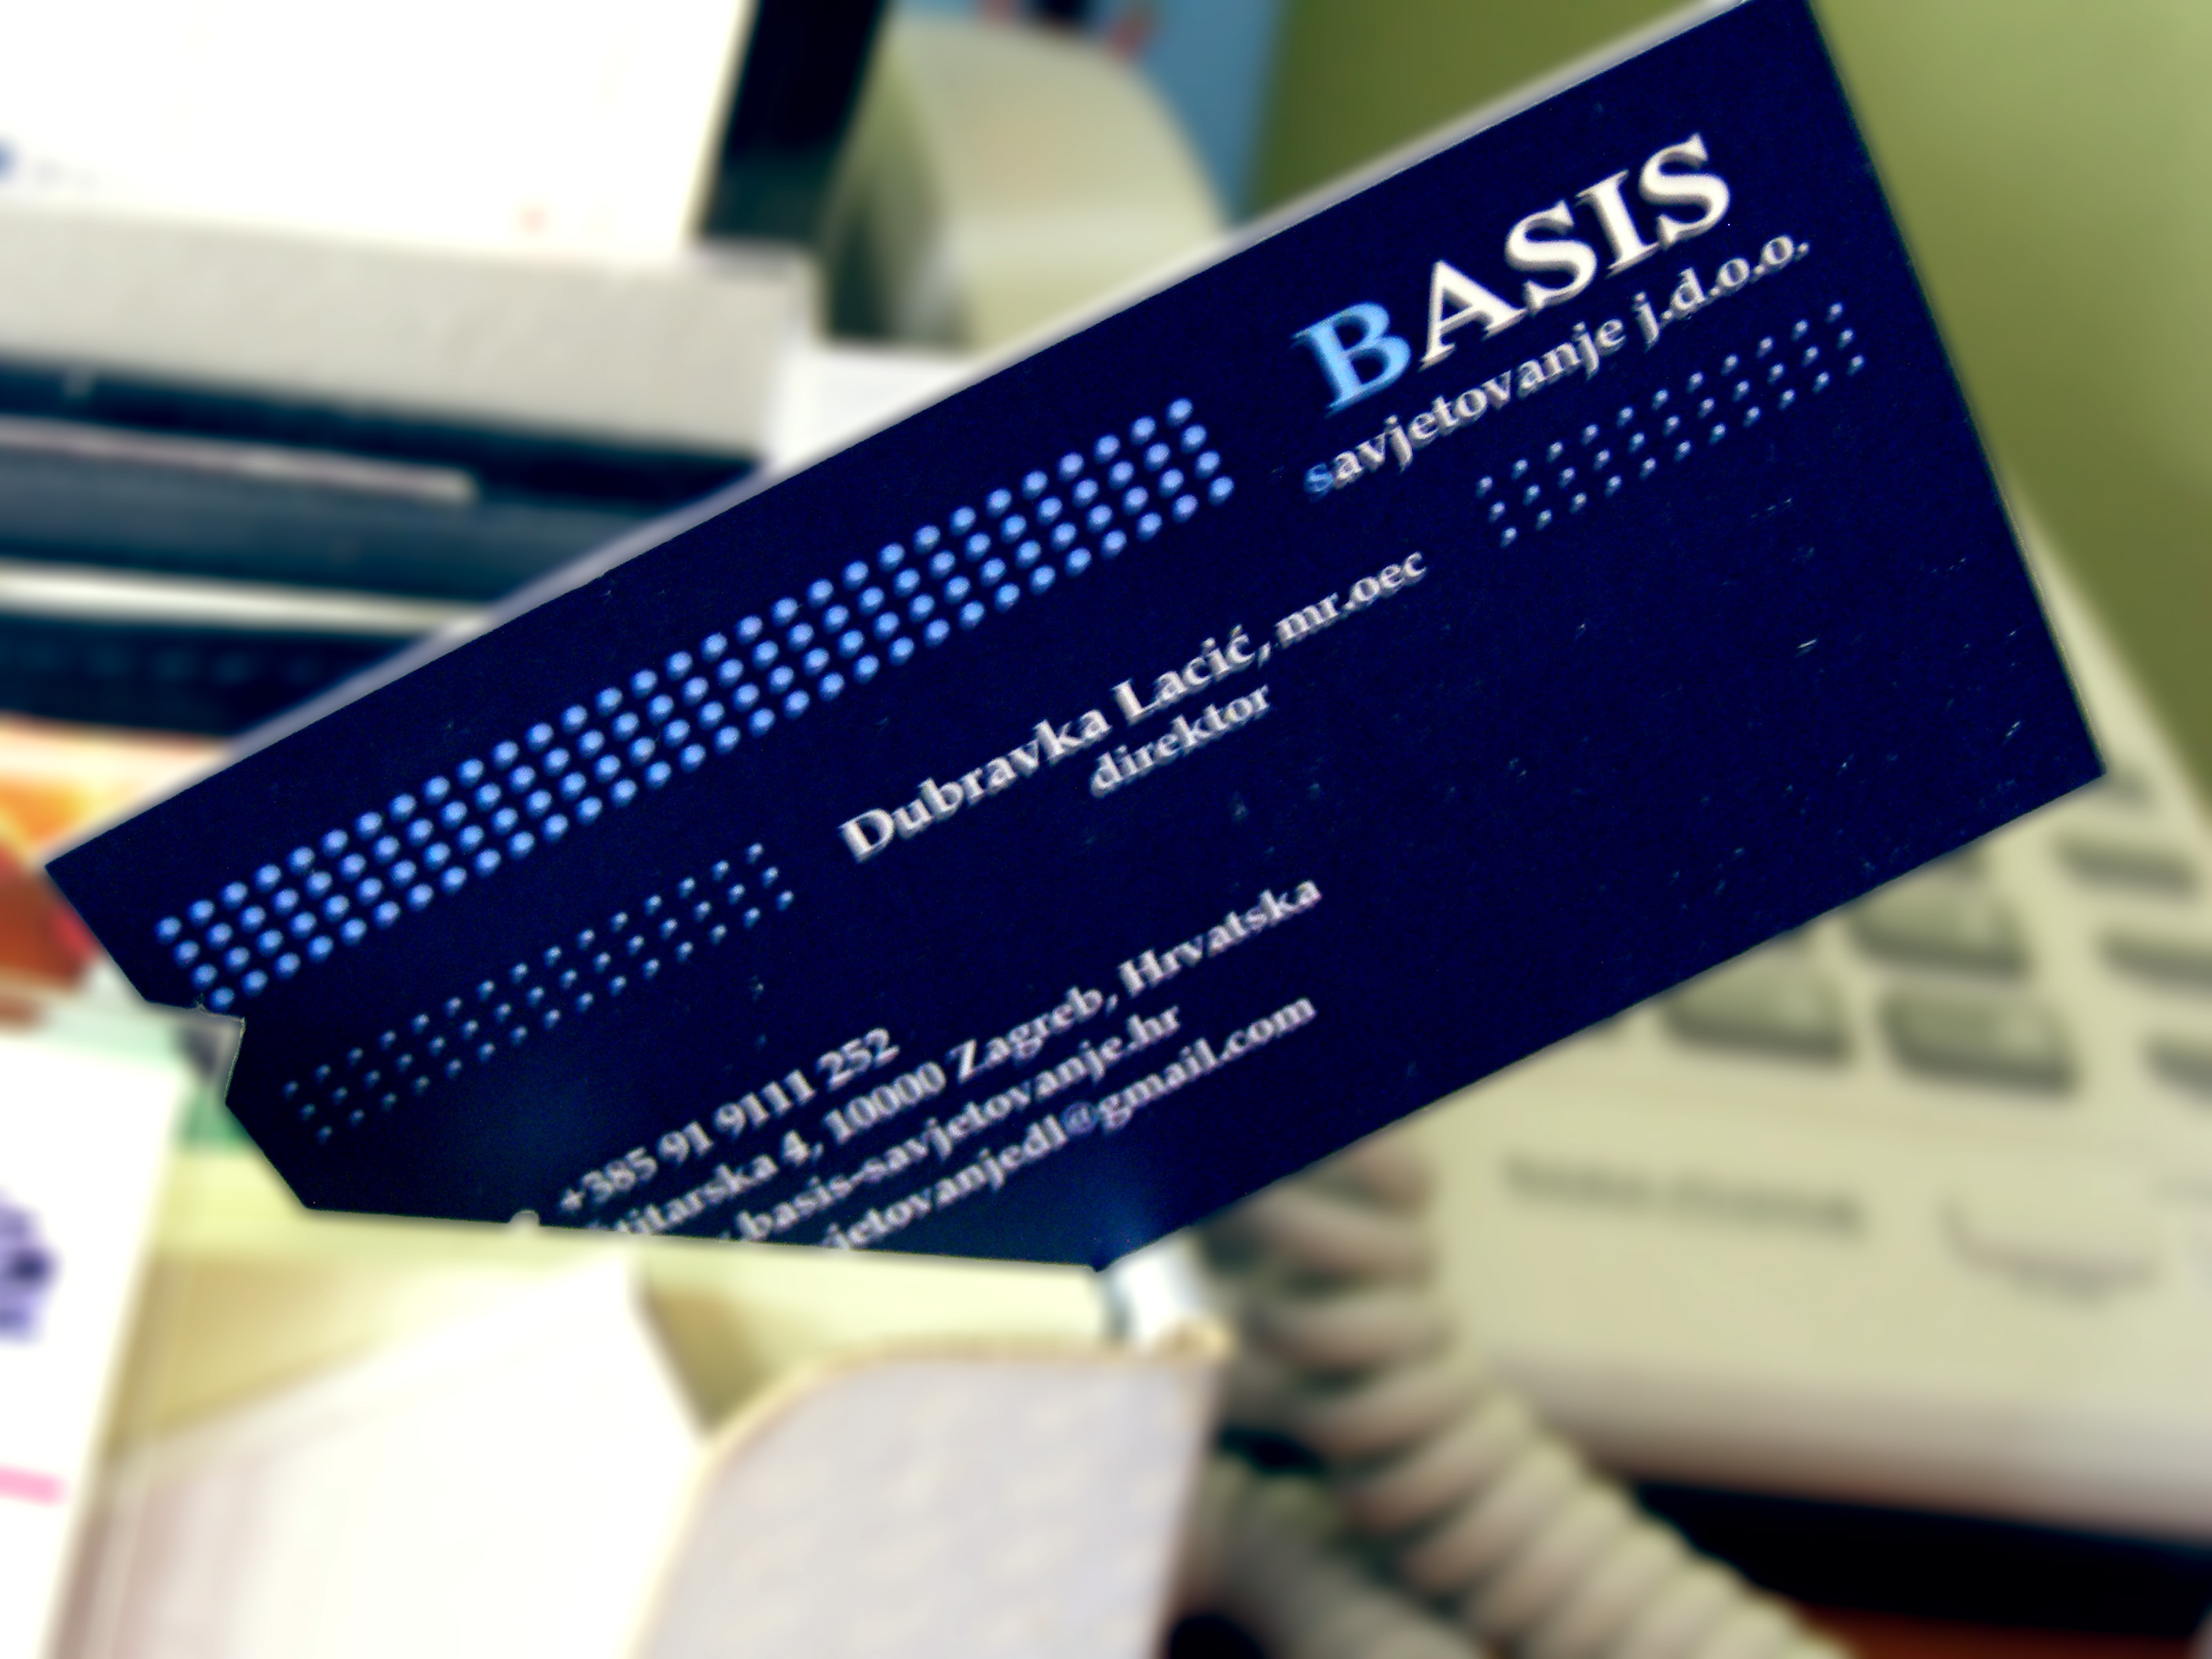 BASIS
savjetovanje j.d.o.o.
Dubravka Lacić, mr.oec
direktor
+385 91 9111 252
4, 10000 Zagreb, Hrvatska
basis-savjetovanje.hr
jetovanjedl@gmail.com